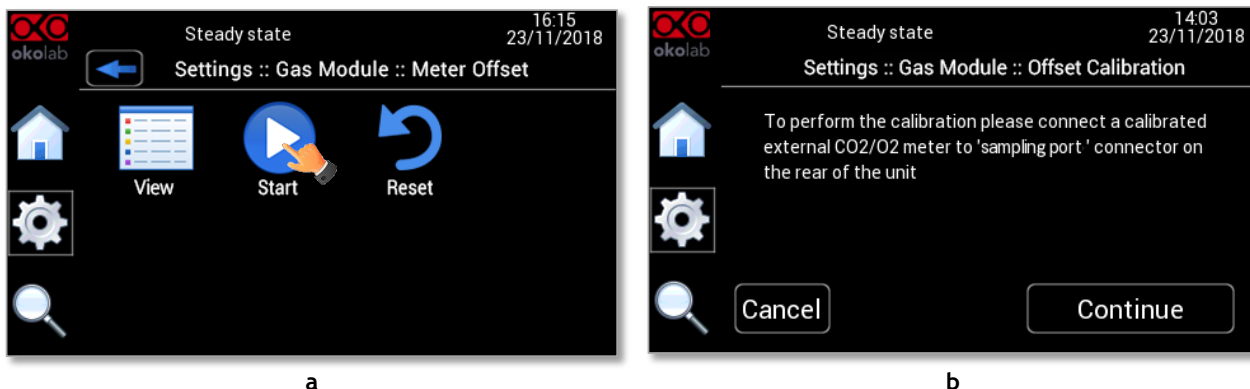 okolab
Steady state
16:15
23/11/2018
Settings :: Gas Module :: Meter Offset
View
Start
Reset
a
okolab
Steady state
14:03
23/11/2018
Settings :: Gas Module :: Offset Calibration
To perform the calibration please connect a calibrated
external CO2/O2 meter to 'sampling port ' connector on
the rear of the unit
Cancel
Continue
b